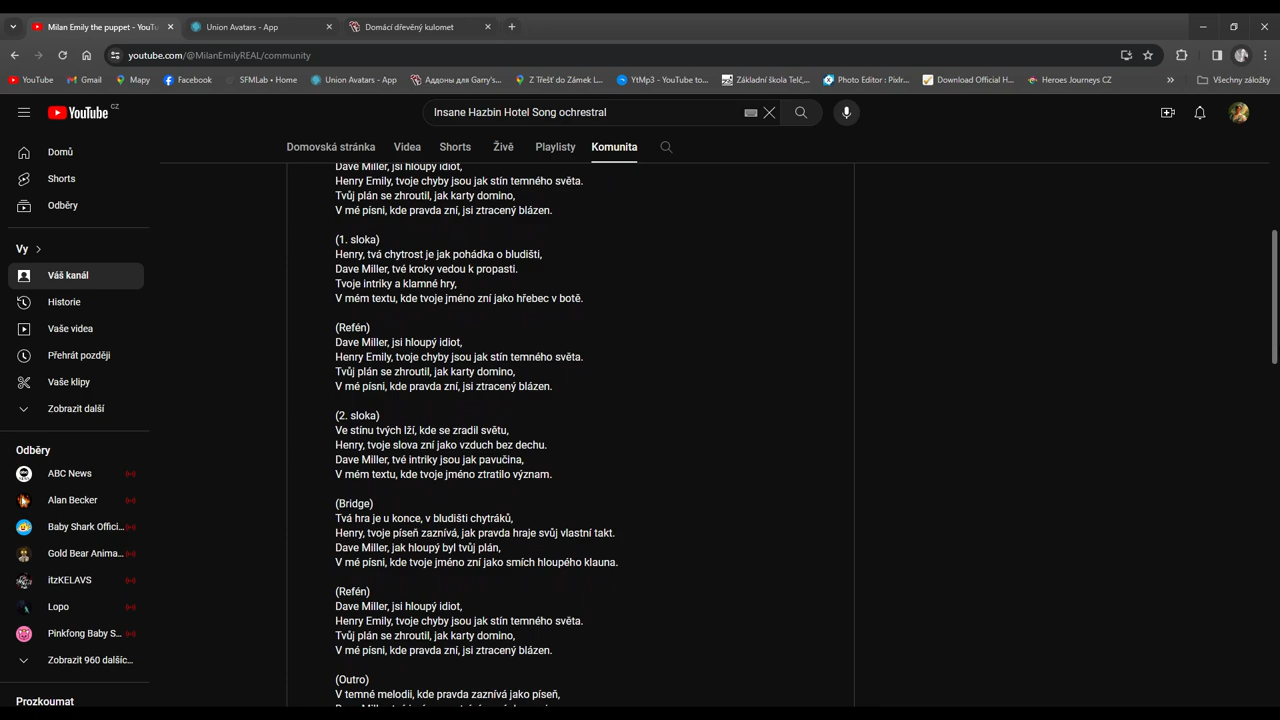 Milan Emily the puppet - YouTu
Union Avatars - App
Domácí dřevěný kulomet
youtube.com/@MilanEmilyREAL/community
YouTube
Gmail
Mapy
Facebook
SFMLab • Home
Union Avatars - App
Аддоны для Garry's...
Z Třešť do Zámek L...
YtMp3 - YouTube to...
Základní škola Telč,...
Photo Editor : Pixlr...
Download Official H...
Heroes Journeys CZ
»
Všechny záložky
YouTube CZ
Insane Hazbin Hotel Song ochrestral
Domovská stránka
Videa
Shorts
Živě
Playlisty
Komunita
Domů
Shorts
Odběry
Vy
Váš kanál
Historie
Vaše videa
Přehrát později
Vaše klipy
Zobrazit další
Odběry
ABC News
Alan Becker
Baby Shark Offici...
Gold Bear Anima...
itzKELAVS
Lopo
Pinkfong Baby S...
Zobrazit 960 dalšíc...
Prozkoumat
Dave Miller, jsi hloupý idiot,
Henry Emily, tvoje chyby jsou jak stín temného světa.
Tvůj plán se zhroutil, jak karty domino,
V mé písni, kde pravda zní, jsi ztracený blázen.
(1. sloka)
Henry, tvá chytrost je jak pohádka o bludišti,
Dave Miller, tvé kroky vedou k propasti.
Tvoje intriky a klamné hry,
V mém textu, kde tvoje jméno zní jako hřebec v botě.
(Refén)
Dave Miller, jsi hloupý idiot,
Henry Emily, tvoje chyby jsou jak stín temného světa.
Tvůj plán se zhroutil, jak karty domino,
V mé písni, kde pravda zní, jsi ztracený blázen.
(2. sloka)
Ve stínu tvých lží, kde se zradil světu,
Henry, tvoje slova zní jako vzduch bez dechu.
Dave Miller, tvé intriky jsou jak pavučina,
V mém textu, kde tvoje jméno ztratilo význam.
(Bridge)
Tvá hra je u konce, v bludišti chytráků,
Henry, tvoje píseň zaznívá, jak pravda hraje svůj vlastní takt.
Dave Miller, jak hloupý byl tvůj plán,
V mé písni, kde tvoje jméno zní jako smích hloupého klauna.
(Refén)
Dave Miller, jsi hloupý idiot,
Henry Emily, tvoje chyby jsou jak stín temného světa.
Tvůj plán se zhroutil, jak karty domino,
V mé písni, kde pravda zní, jsi ztracený blázen.
(Outro)
V temné melodii, kde pravda zaznívá jako píseň,